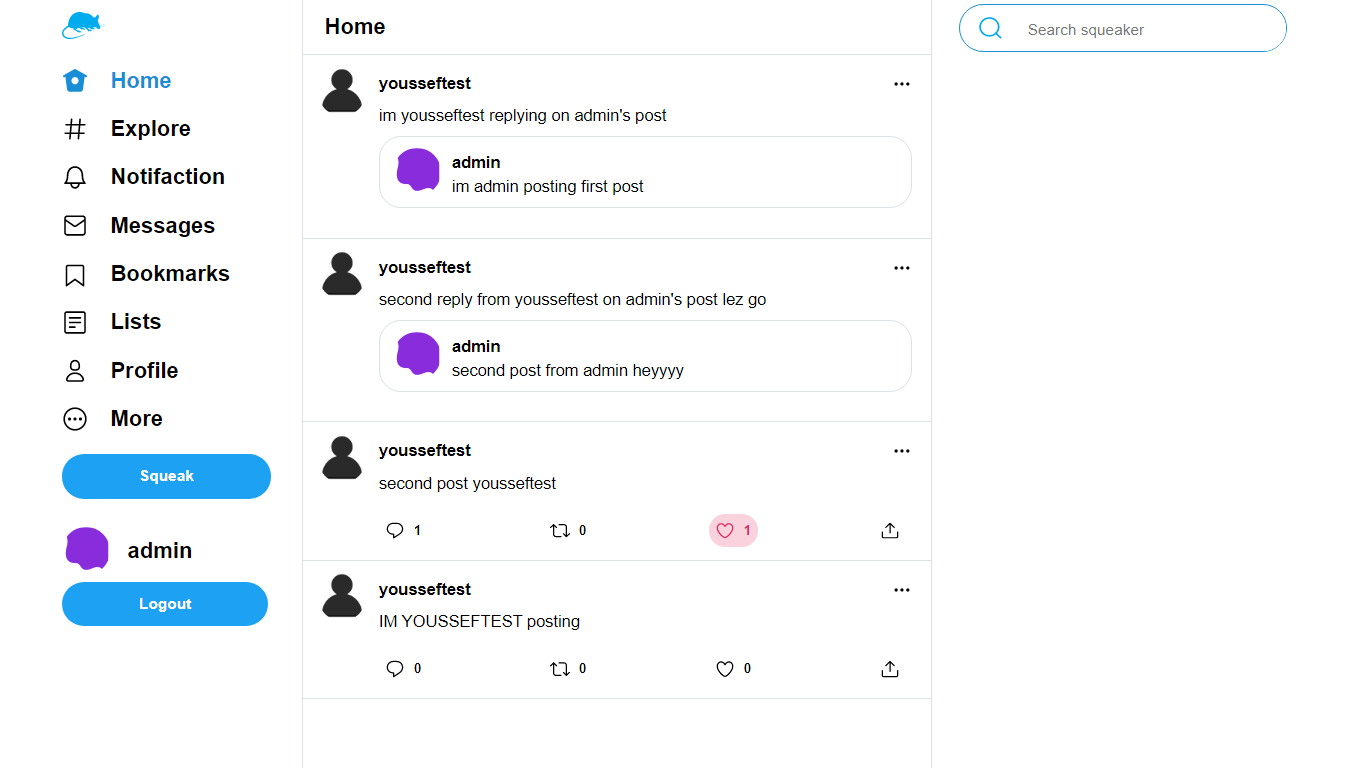 Home
Explore
Notifaction
Messages
Bookmarks
Lists
Profile
More
Squeak
admin
Logout
Home
yousseftest
im yousseftest replying on admin's post
admin
im admin posting first post
yousseftest
second reply from yousseftest on admin's post lez go
admin
second post from admin heyyyy
yousseftest
second post yousseftest
1 0 1
yousseftest
IM YOUSSEFTEST posting
0 0 0
Search squeaker